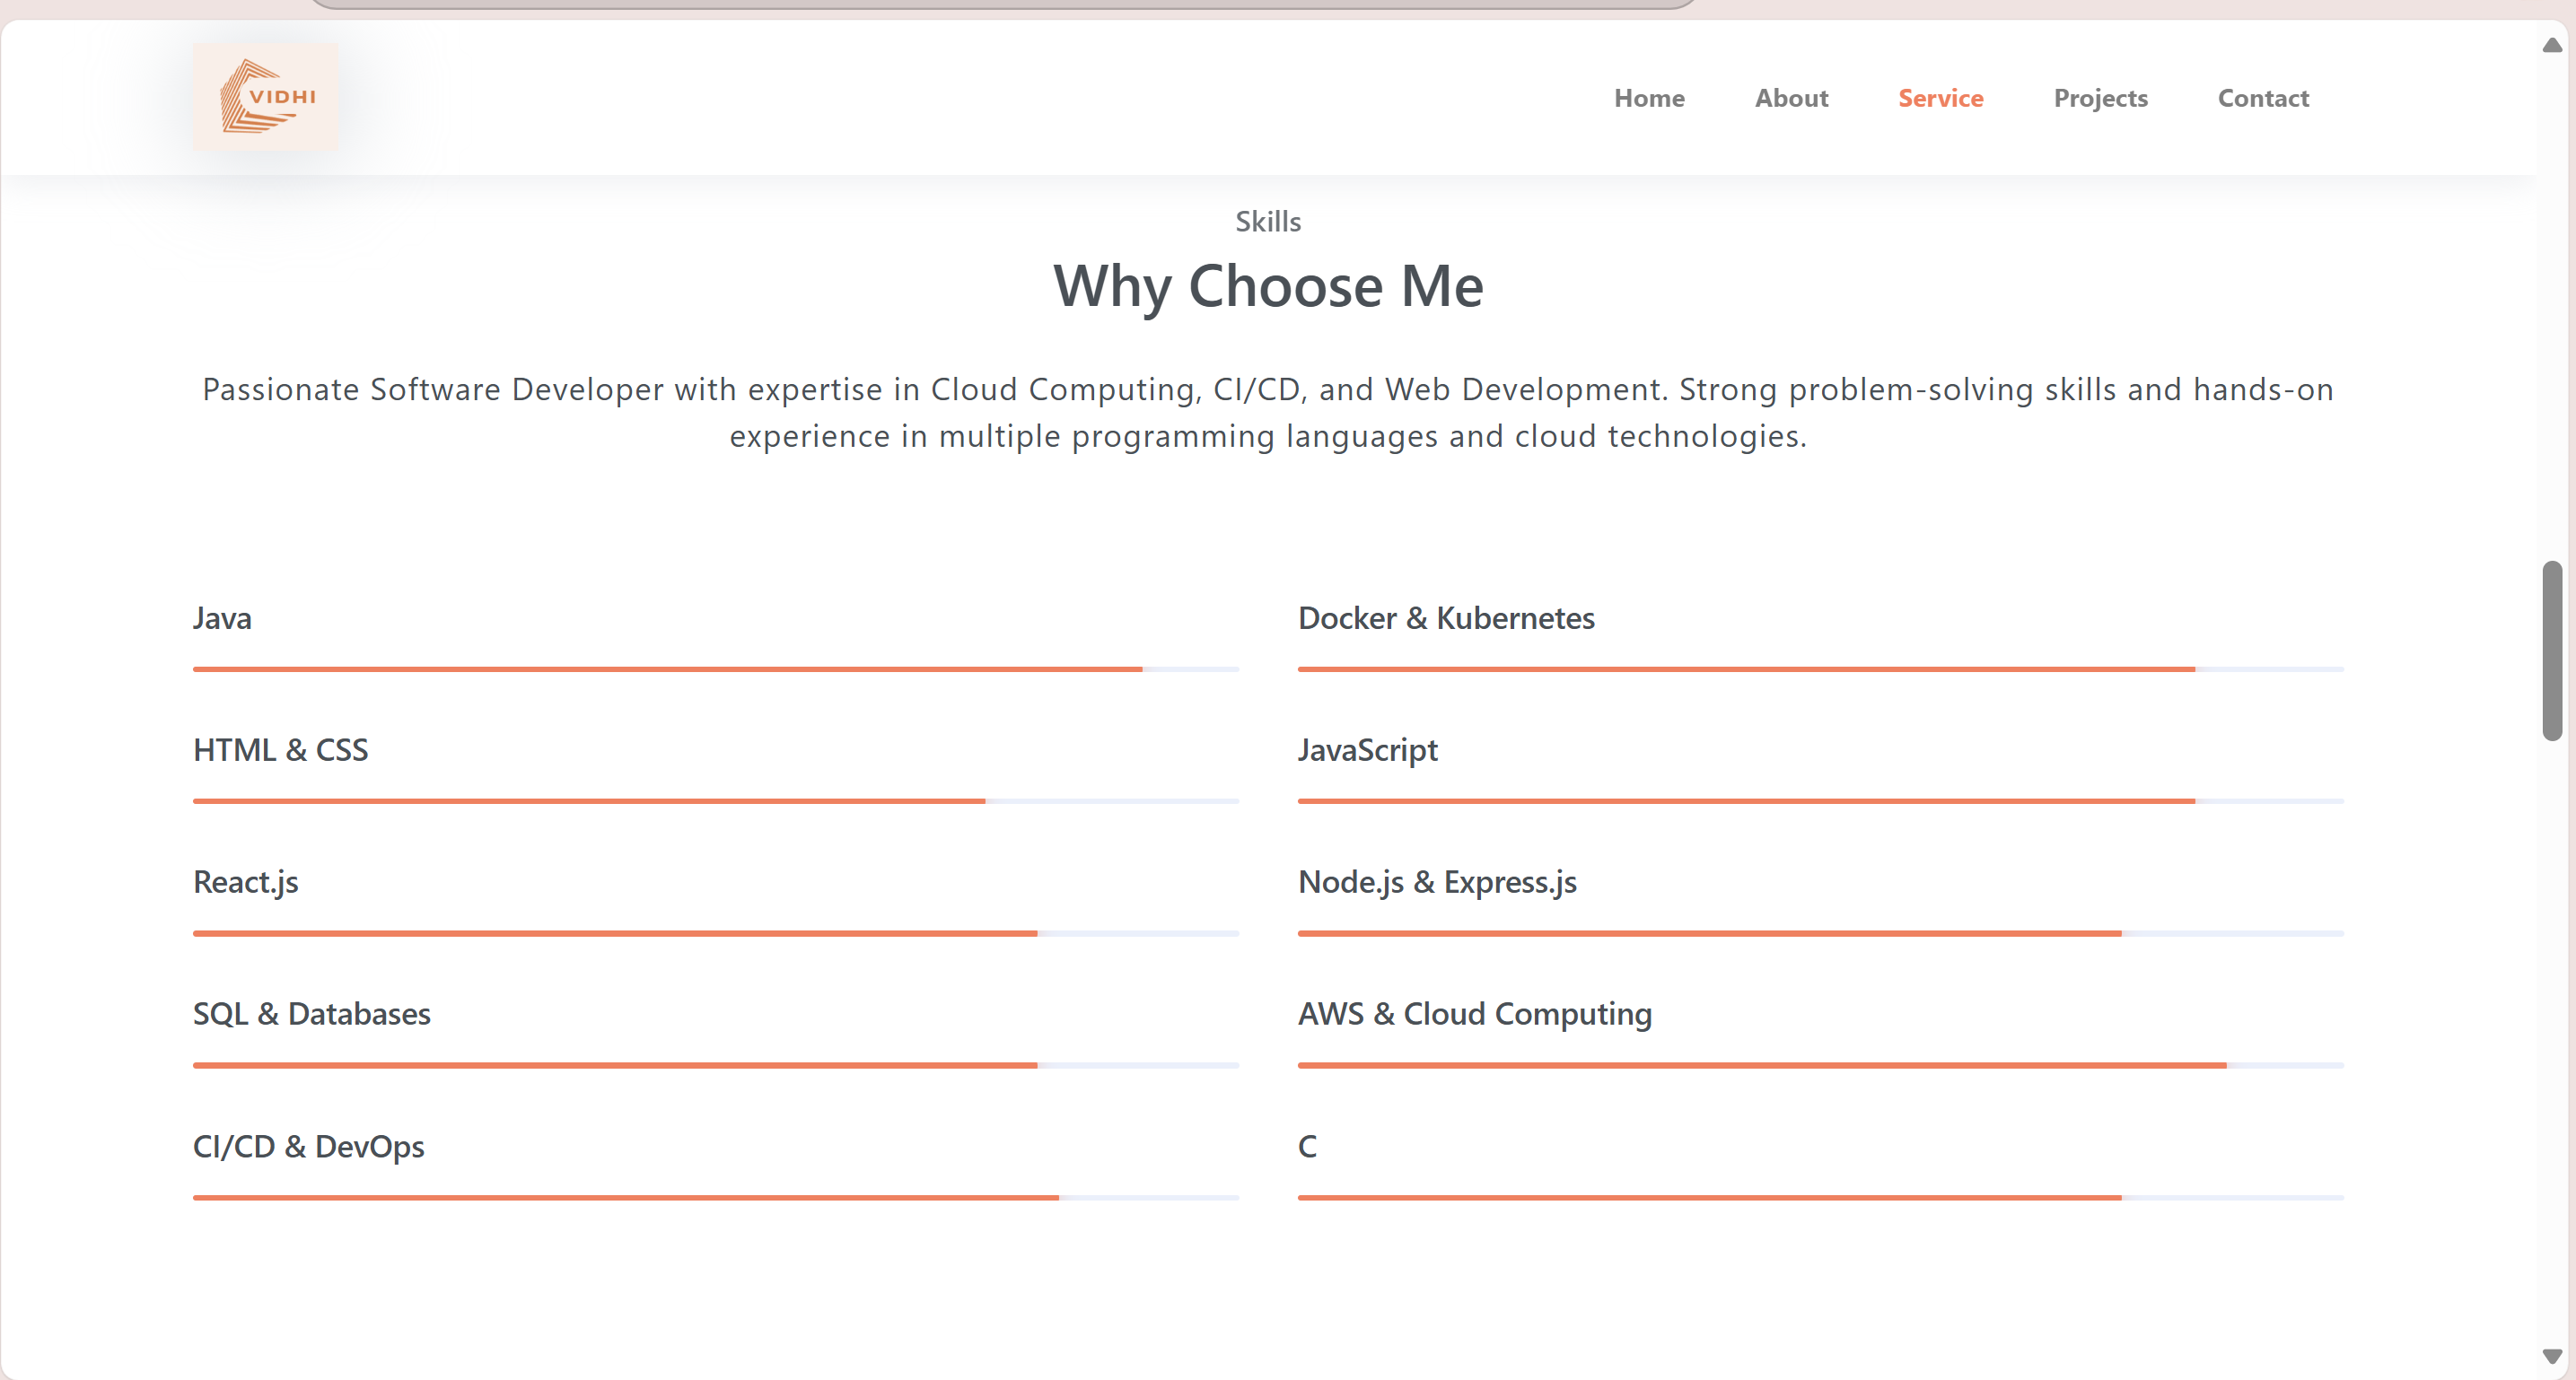 VIDHI
Home About Service Projects Contact
Skills
Why Choose Me
Passionate Software Developer with expertise in Cloud Computing, CI/CD, and Web Development. Strong problem-solving skills and hands-on
experience in multiple programming languages and cloud technologies.
Java
Docker & Kubernetes
HTML & CSS
JavaScript
React.js
Node.js & Express.js
SQL & Databases
AWS & Cloud Computing
CI/CD & DevOps
C